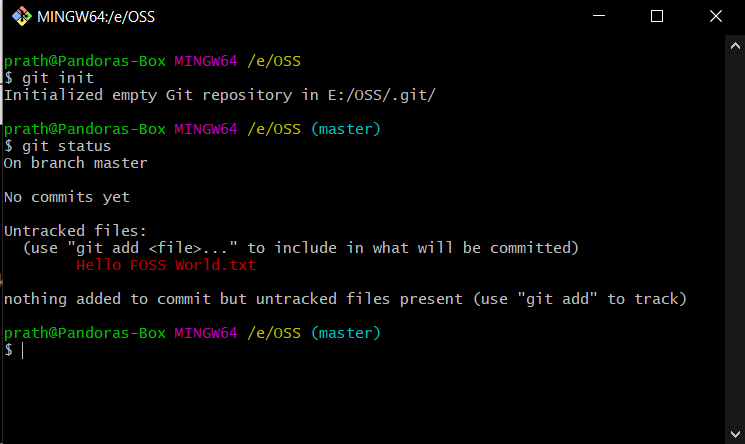 MINGW64:/e/OSS
prath@Pandoras-Box MINGW64 /e/OSS
$ git init
Initialized empty Git repository in E:/OSS/.git/
prath@Pandoras-Box MINGW64 /e/OSS (master)
$ git status
On branch master
No commits yet
Untracked files:
  (use "git add <file>..." to include in what will be committed)
        Hello FOSS World.txt
nothing added to commit but untracked files present (use "git add" to track)
prath@Pandoras-Box MINGW64 /e/OSS (master)
$